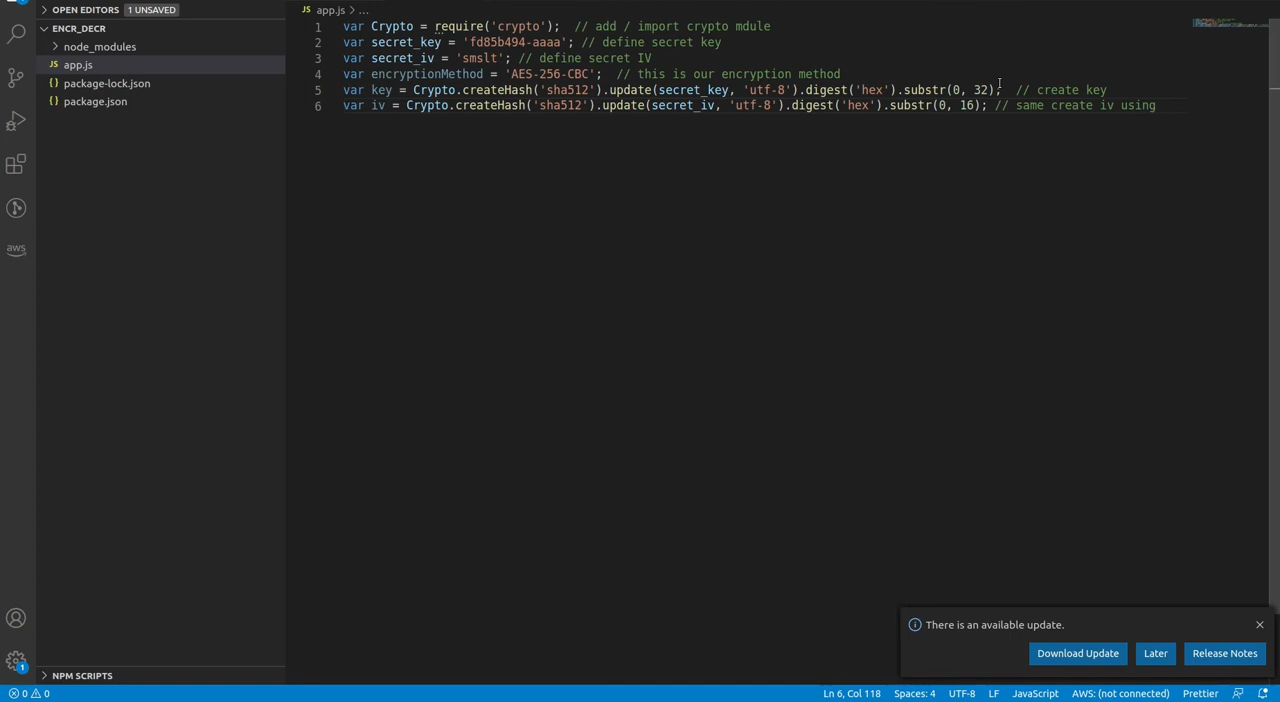 OPEN EDITORS 1 UNSAVED
ENCR_DECR
node_modules
JS app.js
{} package-lock.json
{} package.json
NPM SCRIPTS
aws
1
JS app.js > ...
1 var Crypto = require('crypto');  // add / import crypto mdule
2 var secret_key = 'fd85b494-aaaa'; // define secret key
3 var secret_iv = 'smslt'; // define secret IV
4 var encryptionMethod = 'AES-256-CBC';  // this is our encryption method
5 var key = Crypto.createHash('sha512').update(secret_key, 'utf-8').digest('hex').substr(0, 32);  // create key
6 var iv = Crypto.createHash('sha512').update(secret_iv, 'utf-8').digest('hex').substr(0, 16); // same create iv using
There is an available update.
Download Update Later Release Notes
0 0 Ln 6, Col 118 Spaces: 4 UTF-8 LF JavaScript AWS: (not connected) Prettier